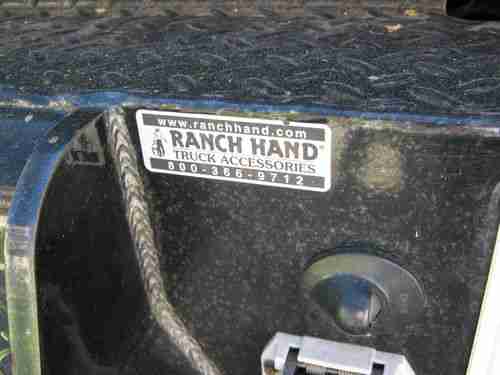 www.ranchhand.com
RANCH HAND
TRUCK ACCESSORIES
800-366-9712